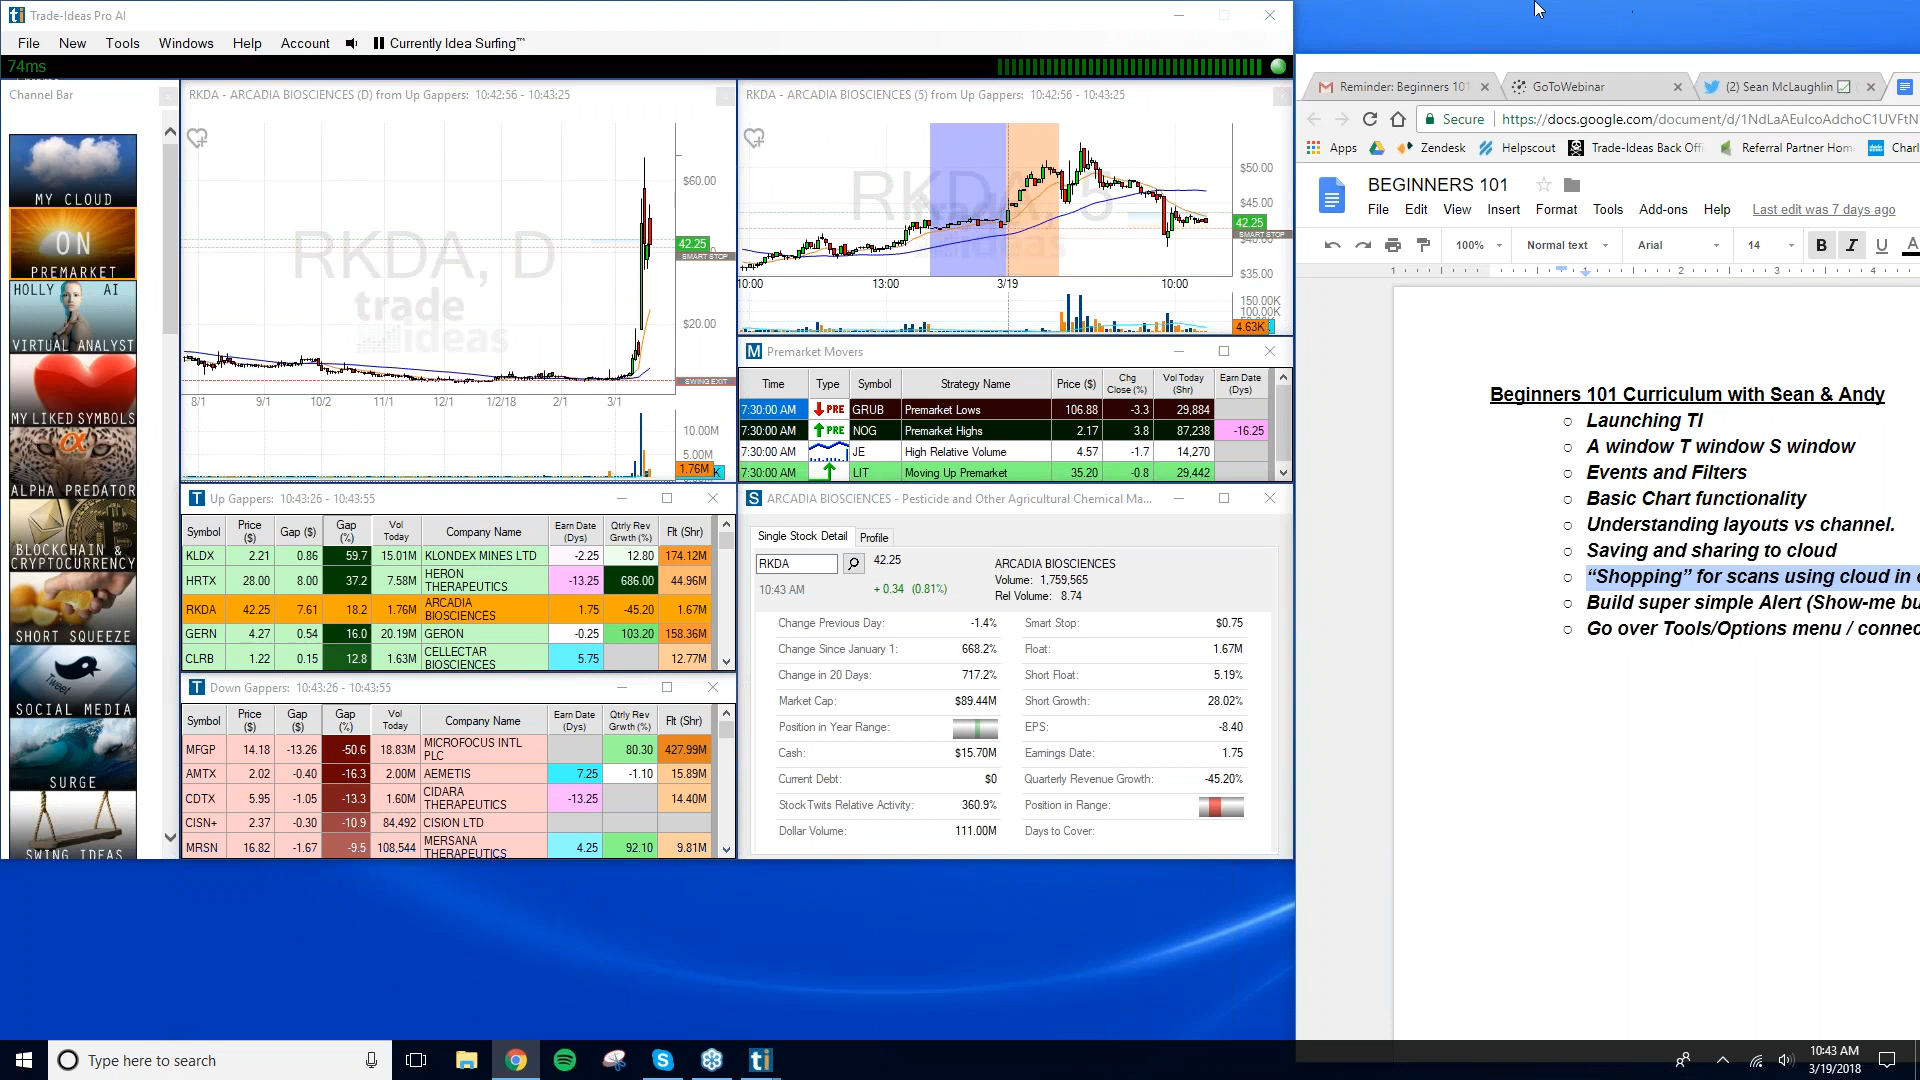 Trade-Ideas Pro AI
File New Tools Windows Help Account Currently Idea Surfing™
74ms
Channel Bar
MY CLOUD
ON
PREMARKET
HOLLY AI
VIRTUAL ANALYST
MY LIKED SYMBOLS
ALPHA PREDATOR
BLOCKCHAIN &
CRYPTOCURRENCY
SHORT SQUEEZE
Tweet
SOCIAL MEDIA
SURGE
SWING IDEAS
RKDA - ARCADIA BIOSCIENCES (D) from Up Gappers: 10:42:56 - 10:43:25
RKDA, D
trade
ideas
$60.00
42.25
SMART STOP
$20.00
SWING EXIT
8/1 9/1 10/2 11/1 12/1 1/2/18 2/1 3/1
10.00M
5.00M
1.76M K
RKDA - ARCADIA BIOSCIENCES (5) from Up Gappers: 10:42:56 - 10:43:25
RKDA, 5
$50.00
$45.00
42.25
SMART STOP
$40.00
$35.00
10:00 13:00 3/19 10:00
150.00K
100.00K
4.63K
Premarket Movers
Time Type Symbol Strategy Name Price ($) Chg Close (%) Vol Today (Shr) Earn Date (Dys)
7:30:00 AM PRE GRUB Premarket Lows 106.88 -3.3 29,884
7:30:00 AM PRE NOG Premarket Highs 2.17 3.8 87,238 -16.25
7:30:00 AM JE High Relative Volume 4.57 -1.7 14,270
7:30:00 AM LIT Moving Up Premarket 35.20 -0.8 29,442
Up Gappers: 10:43:26 - 10:43:55
Symbol Price ($) Gap ($) Gap (%) Vol Today Company Name Earn Date (Dys) Qtrly Rev Grwth (%) Flt (Shr)
KLDX 2.21 0.86 59.7 15.01M KLONDEX MINES LTD -2.25 12.80 174.12M
HRTX 28.00 8.00 37.2 7.58M HERON THERAPEUTICS -13.25 686.00 44.96M
RKDA 42.25 7.61 18.2 1.76M ARCADIA BIOSCIENCES 1.75 -45.20 1.67M
GERN 4.27 0.54 16.0 20.19M GERON -0.25 103.20 158.36M
CLRB 1.22 0.15 12.8 1.63M CELLECTAR BIOSCIENCES 5.75 12.77M
Down Gappers: 10:43:26 - 10:43:55
Symbol Price ($) Gap ($) Gap (%) Vol Today Company Name Earn Date (Dys) Qtrly Rev Grwth (%) Flt (Shr)
MFGP 14.18 -13.26 -50.6 18.83M MICROFOCUS INTL PLC 80.30 427.99M
AMTX 2.02 -0.40 -16.3 2.00M AEMETIS 7.25 -1.10 15.89M
CDTX 5.95 -1.05 -13.3 1.60M CIDARA THERAPEUTICS -13.25 14.40M
CISN+ 2.37 -0.30 -10.9 84,492 CISION LTD
MRSN 16.82 -1.67 -9.5 108,544 MERSANA THERAPEUTICS 4.25 92.10 9.81M
ARCADIA BIOSCIENCES - Pesticide and Other Agricultural Chemical Ma...
Single Stock Detail Profile
RKDA 42.25 ARCADIA BIOSCIENCES
Volume: 1,759,565
10:43 AM + 0.34 (0.81%) Rel Volume: 8.74
Change Previous Day: -1.4% Smart Stop: $0.75
Change Since January 1: 668.2% Float: 1.67M
Change in 20 Days: 717.2% Short Float: 5.19%
Market Cap: $89.44M Short Growth: 28.02%
Position in Year Range: EPS: -8.40
Cash: $15.70M Earnings Date: 1.75
Current Debt: $0 Quarterly Revenue Growth: -45.20%
StockTwits Relative Activity: 360.9% Position in Range:
Dollar Volume: 111.00M Days to Cover:
Reminder: Beginners 101 GoToWebinar (2) Sean McLaughlin
Secure https://docs.google.com/document/d/1NdLaAEulcoAdchoC1UVFtN
Apps Zendesk Helpscout Trade-Ideas Back Offi Referral Partner Hom Charl
BEGINNERS 101
File Edit View Insert Format Tools Add-ons Help Last edit was 7 days ago
100% Normal text Arial 14 B I U A
1 1 2 3 4
Beginners 101 Curriculum with Sean & Andy
Launching TI
A window T window S window
Events and Filters
Basic Chart functionality
Understanding layouts vs channel.
Saving and sharing to cloud
“Shopping” for scans using cloud in
Build super simple Alert (Show-me bu
Go over Tools/Options menu / connec
Type here to search
10:43 AM
3/19/2018